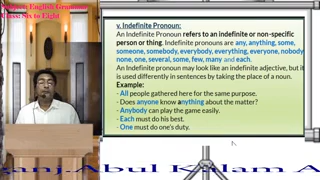 English Grammar
Class: Six to Eight
v. Indefinite Pronoun:
An Indefinite Pronoun refers to an indefinite or non-specific
person or thing. Indefinite pronouns are any, anything, some,
someone, somebody, everybody, everything, everyone, nobody
none, one, several, some, few, many and each.
An Indefinite pronoun may look like an indefinite adjective, but it
is used differently in sentences by taking the place of a noun.
Example:
- All people gathered here for the same purpose.
- Does anyone know anything about the matter?
- Anybody can play the game easily.
- Each must do his best.
- One must do one's duty.
ganj. Abul Kalam A